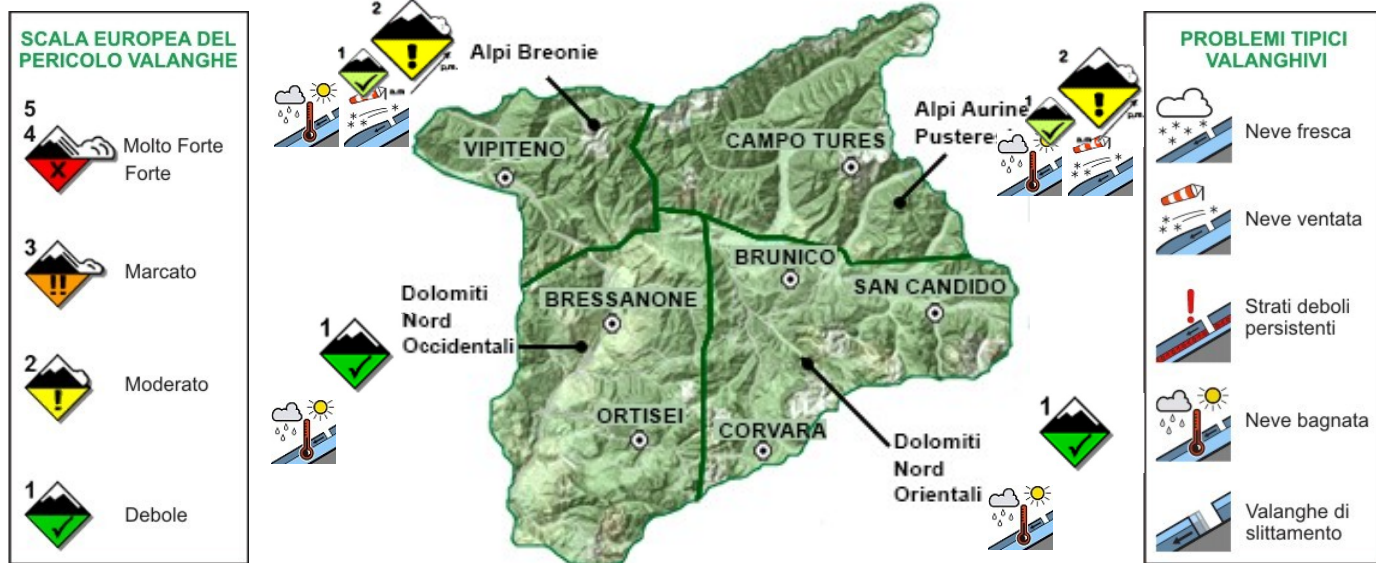 SCALA EUROPEA DEL
PERICOLO VALANGHE
5
4
Molto Forte
Forte
3
Marcato
2
Moderato
1
Debole
2
1
p.m.
a.m
Alpi Breonie
VIPITENO
CAMPO TURES
Alpi Aurine
Pustere
2
1
p.m.
a.m
Dolomiti
Nord
Occidentali
1
BRESSANONE
BRUNICO
SAN CANDIDO
ORTISEI
CORVARA
Dolomiti
Nord
Orientali
1
PROBLEMI TIPICI
VALANGHIVI
Neve fresca
Neve ventata
Strati deboli
persistenti
Neve bagnata
Valanghe di
slittamento